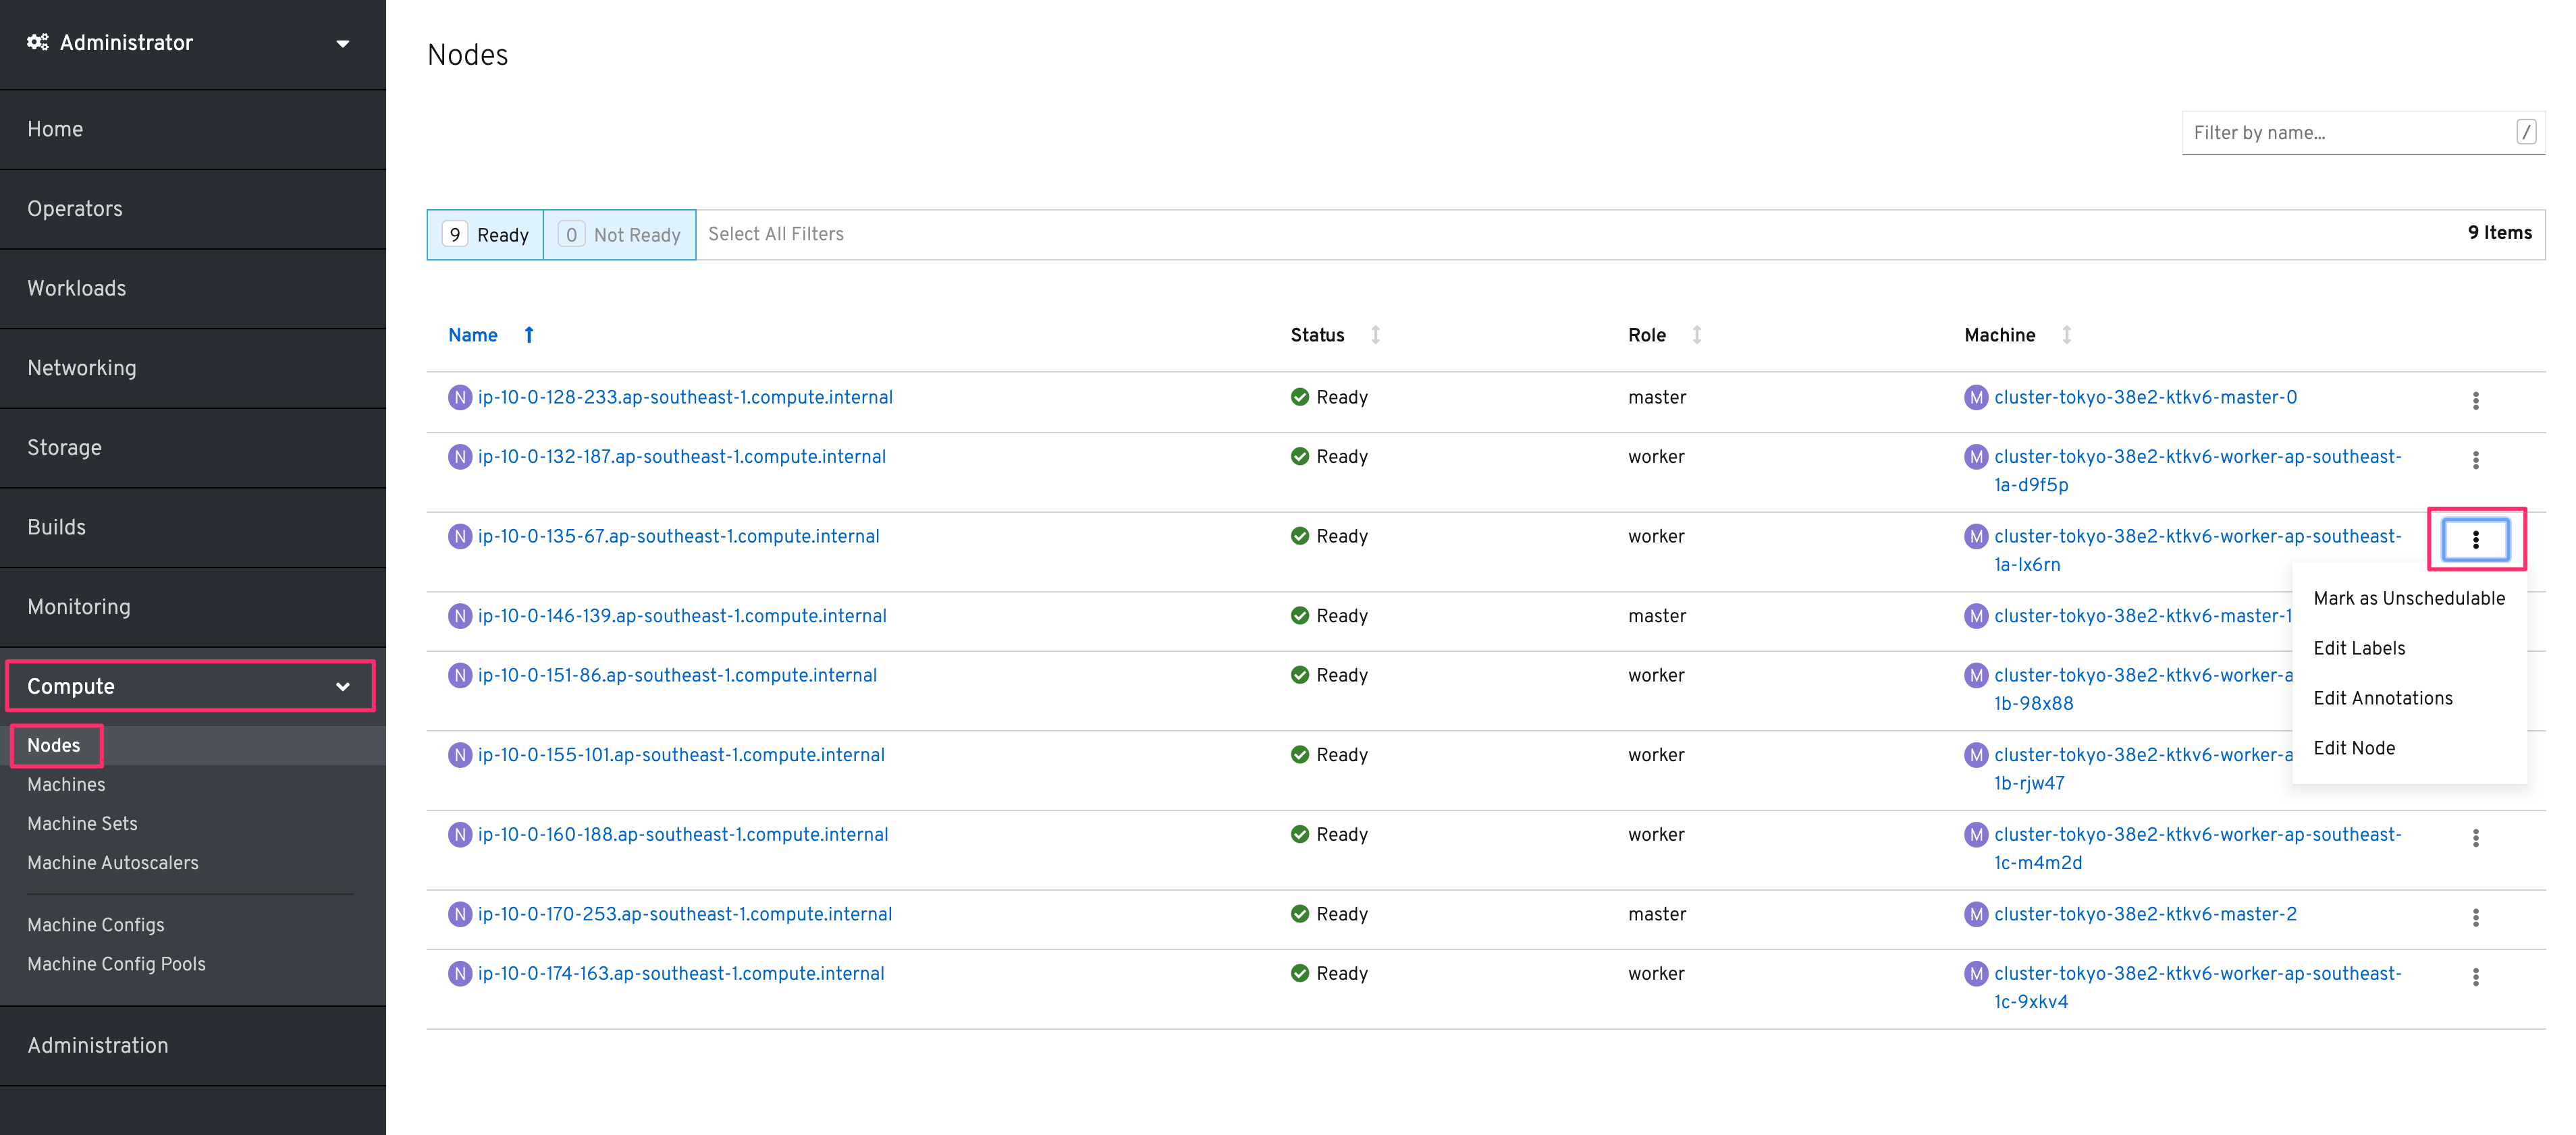 Administrator
Home
Operators
Workloads
Networking
Storage
Builds
Monitoring
Compute
Nodes
Machines
Machine Sets
Machine Autoscalers
Machine Configs
Machine Config Pools
Administration
Nodes
Filter by name... /
9 Ready 0 Not Ready Select All Filters 9 Items
Name Status Role Machine
N ip-10-0-128-233.ap-southeast-1.compute.internal Ready master M cluster-tokyo-38e2-ktkv6-master-0
N ip-10-0-132-187.ap-southeast-1.compute.internal Ready worker M cluster-tokyo-38e2-ktkv6-worker-ap-southeast-
1a-d9f5p
N ip-10-0-135-67.ap-southeast-1.compute.internal Ready worker M cluster-tokyo-38e2-ktkv6-worker-ap-southeast-
1a-lx6rn
N ip-10-0-146-139.ap-southeast-1.compute.internal Ready master M cluster-tokyo-38e2-ktkv6-master-1
N ip-10-0-151-86.ap-southeast-1.compute.internal Ready worker M cluster-tokyo-38e2-ktkv6-worker-a
1b-98x88
N ip-10-0-155-101.ap-southeast-1.compute.internal Ready worker M cluster-tokyo-38e2-ktkv6-worker-a
1b-rjw47
N ip-10-0-160-188.ap-southeast-1.compute.internal Ready worker M cluster-tokyo-38e2-ktkv6-worker-ap-southeast-
1c-m4m2d
N ip-10-0-170-253.ap-southeast-1.compute.internal Ready master M cluster-tokyo-38e2-ktkv6-master-2
N ip-10-0-174-163.ap-southeast-1.compute.internal Ready worker M cluster-tokyo-38e2-ktkv6-worker-ap-southeast-
1c-9xkv4
Mark as Unschedulable
Edit Labels
Edit Annotations
Edit Node